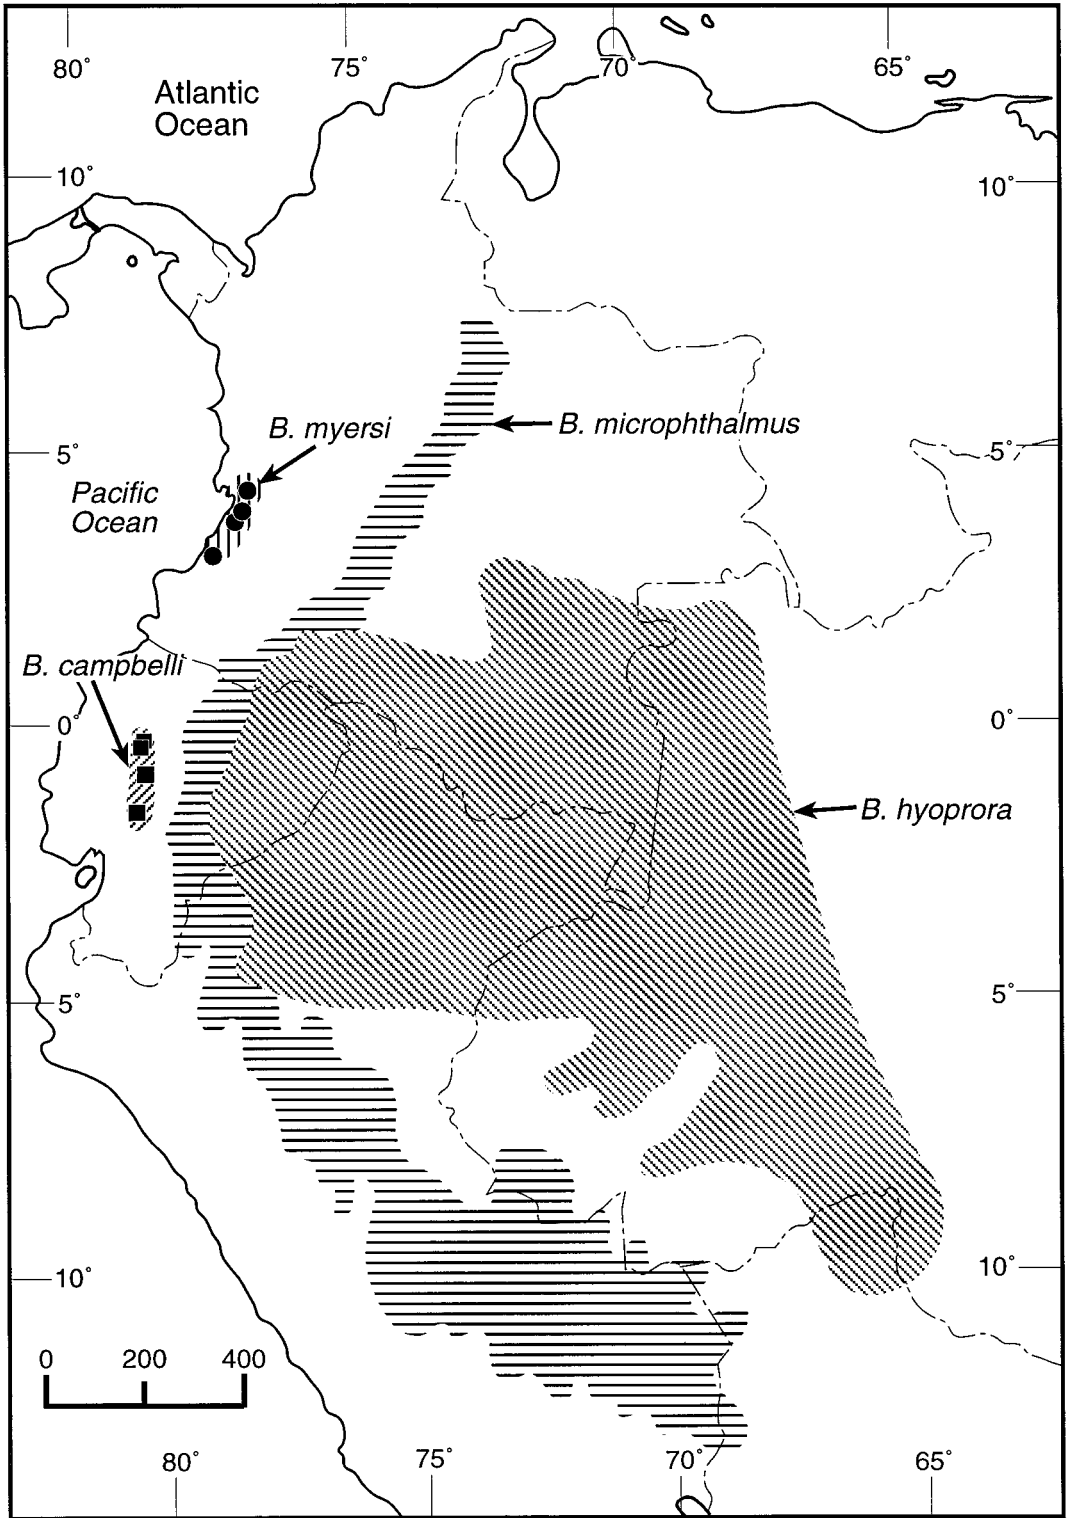 80° 75° 70° 65°
Atlantic
Ocean
10° 10°
B. myersi
B. microphthalmus
5° 5°
Pacific
Ocean
B. campbelli
0° 0°
B. hyoprora
5° 5°
10° 10°
0 200 400
80° 75° 70° 65°